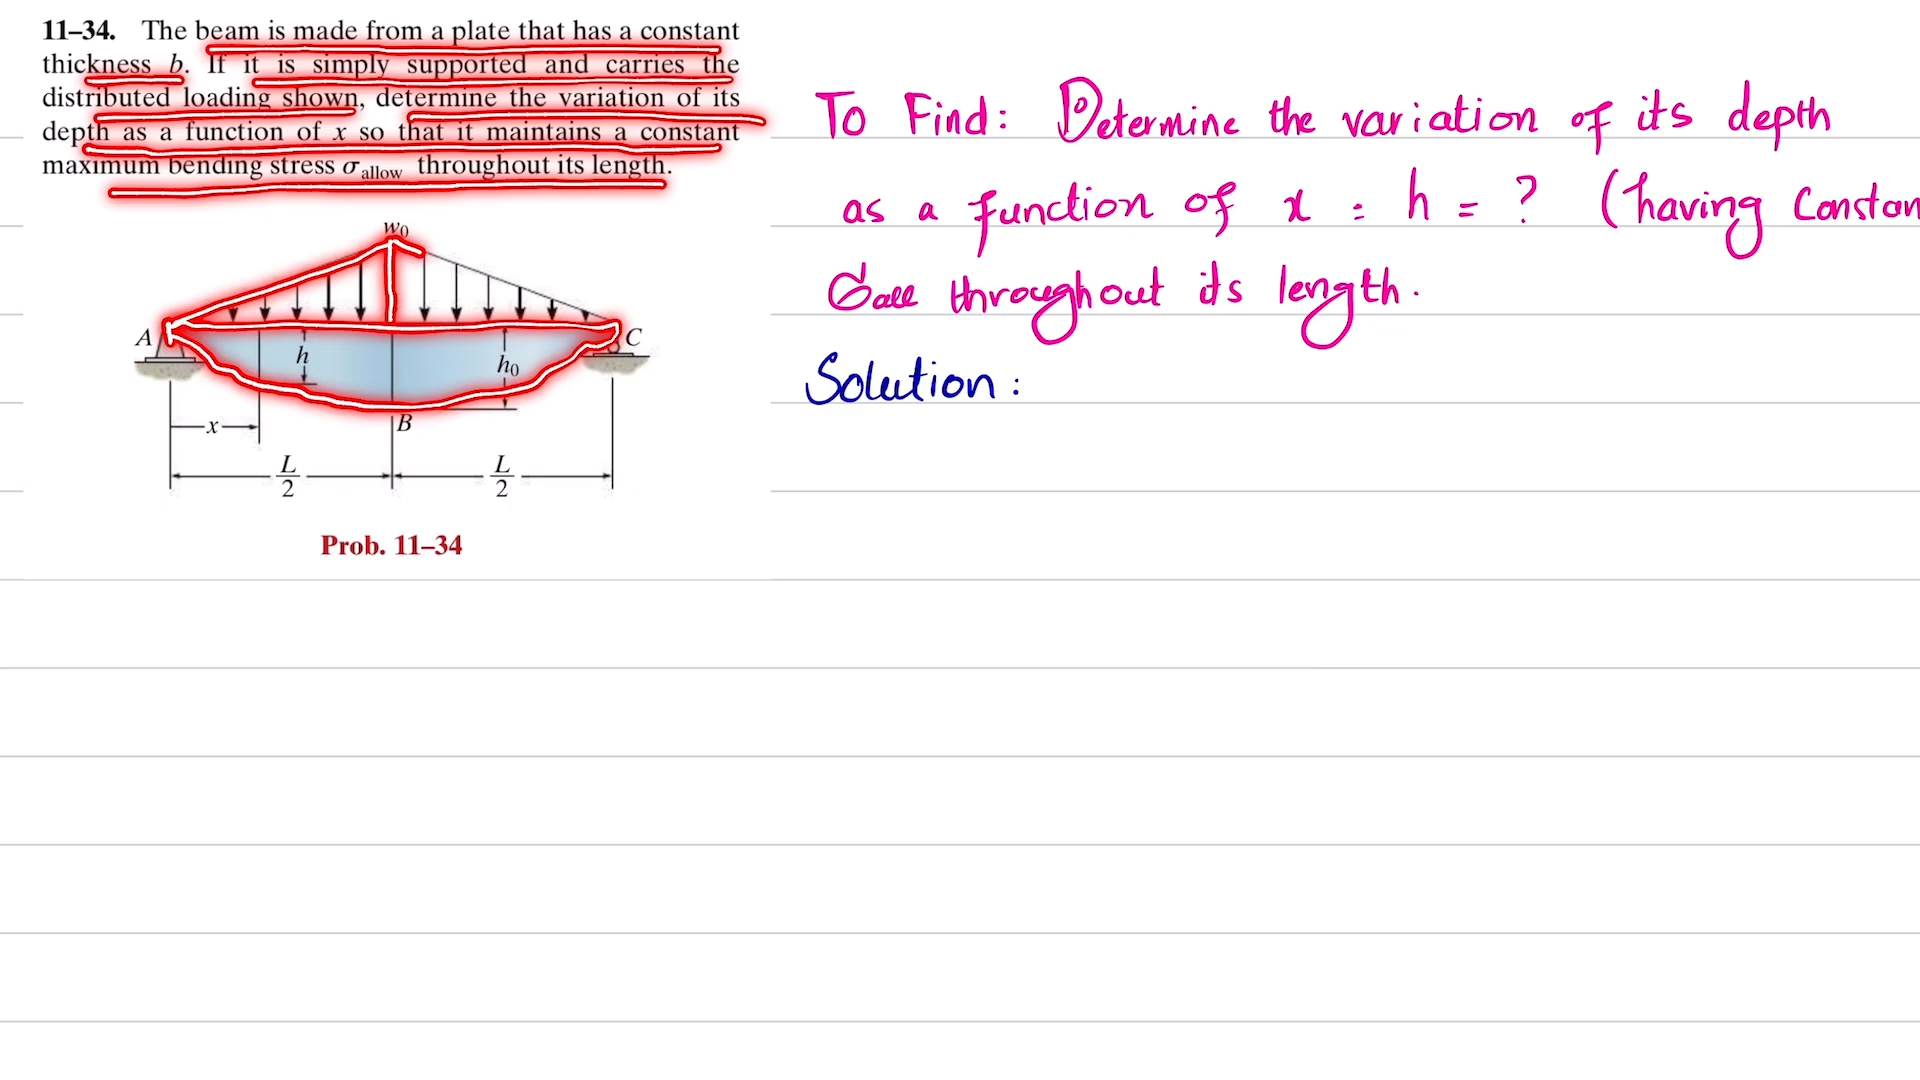 11–34. The beam is made from a plate that has a constant
thickness b. If it is simply supported and carries the
distributed loading shown, determine the variation of its
depth as a function of x so that it maintains a constant
maximum bending stress σ allow throughout its length.
w0
A
C
h
h0
B
x
L
2
L
2
Prob. 11–34
To Find: Determine the variation of its depth
as a function of x : h = ? (having Constan
σall throughout its length.
Solution: